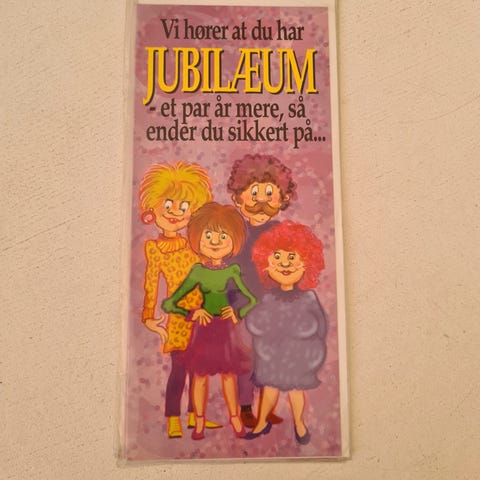 Vi hører at du har
JUBILÆUM
- et par år mere, så
ender du sikkert på...